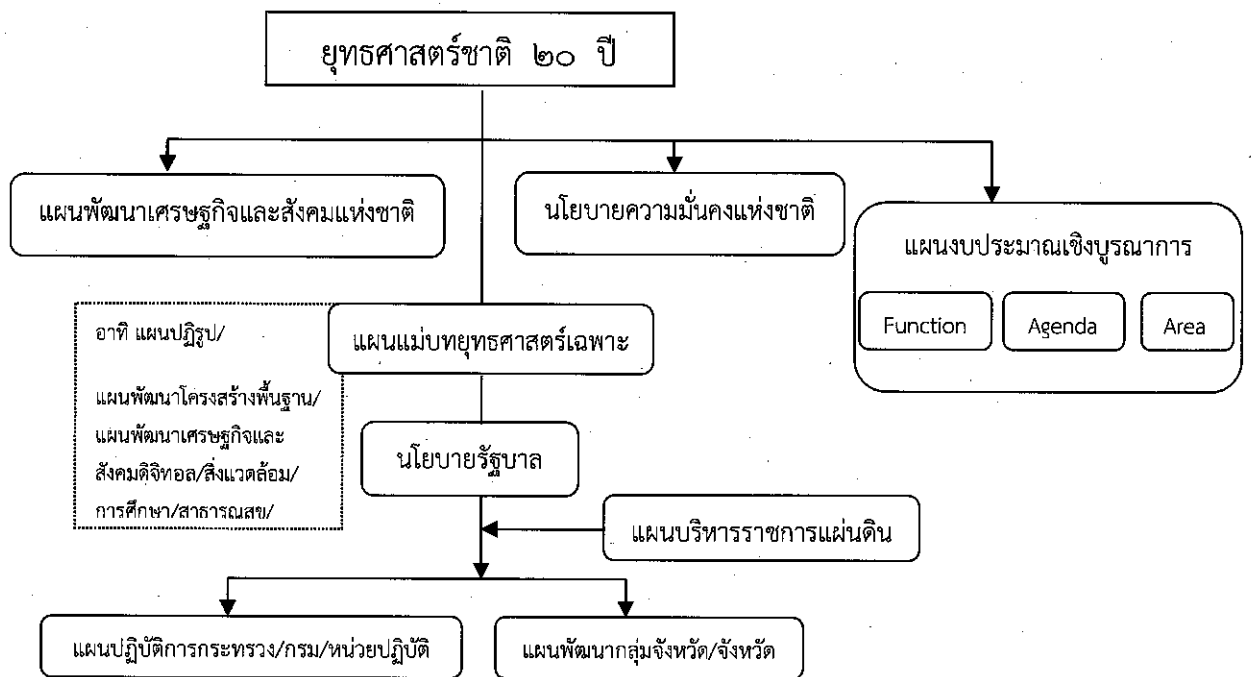 ยุทธศาสตร์ชาติ ๒๐ ปี
แผนพัฒนาเศรษฐกิจและสังคมแห่งชาติ
นโยบายความมั่นคงแห่งชาติ
แผนงบประมาณเชิงบูรณาการ
Function
Agenda
Area
อาทิ แผนปฏิรูป/
แผนพัฒนาโครงสร้างพื้นฐาน/
แผนพัฒนาเศรษฐกิจและ
สังคมดิจิทอล/สิ่งแวดล้อม/
การศึกษา/สาธารณสข/
แผนแม่บทยุทธศาสตร์เฉพาะ
นโยบายรัฐบาล
แผนบริหารราชการแผ่นดิน
แผนปฏิบัติการกระทรวง/กรม/หน่วยปฏิบัติ
แผนพัฒนากลุ่มจังหวัด/จังหวัด